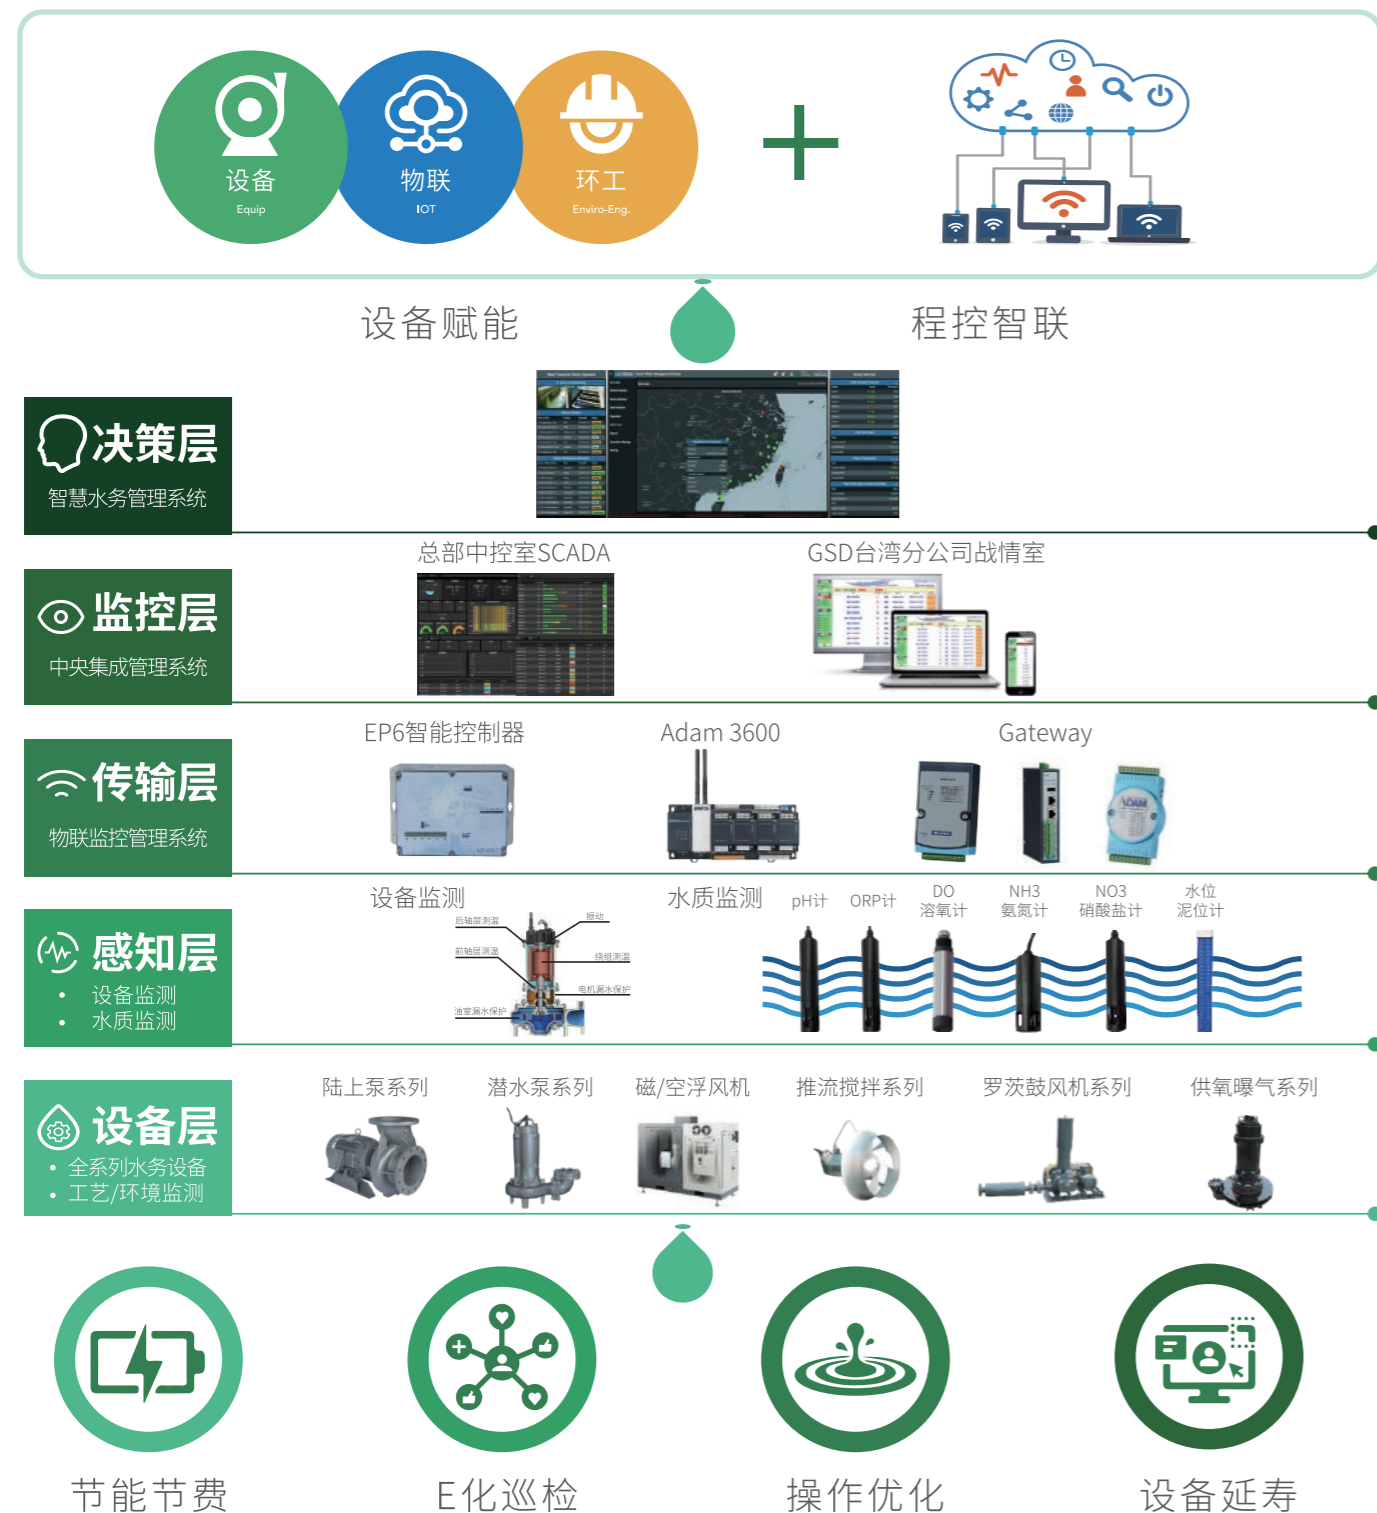 设备
Equip
物联
IOT
环工
Enviro-Eng.
设备赋能
程控智联
决策层
智慧水务管理系统
总部中控室SCADA
GSD台湾分公司战情室
监控层
中央集成管理系统
EP6智能控制器
Adam 3600
Gateway
传输层
物联监控管理系统
ADAM
设备监测
水质监测
pH计
ORP计
DO
溶氧计
NH3
氨氮计
NO3
硝酸盐计
水位
泥位计
后轴层测温
振动
前轴层测温
绕组测温
电机漏水保护
油室漏水保护
感知层
• 设备监测
• 水质监测
陆上泵系列
潜水泵系列
磁/空浮风机
推流搅拌系列
罗茨鼓风机系列
供氧曝气系列
设备层
• 全系列水务设备
• 工艺/环境监测
节能节费
E化巡检
操作优化
设备延寿